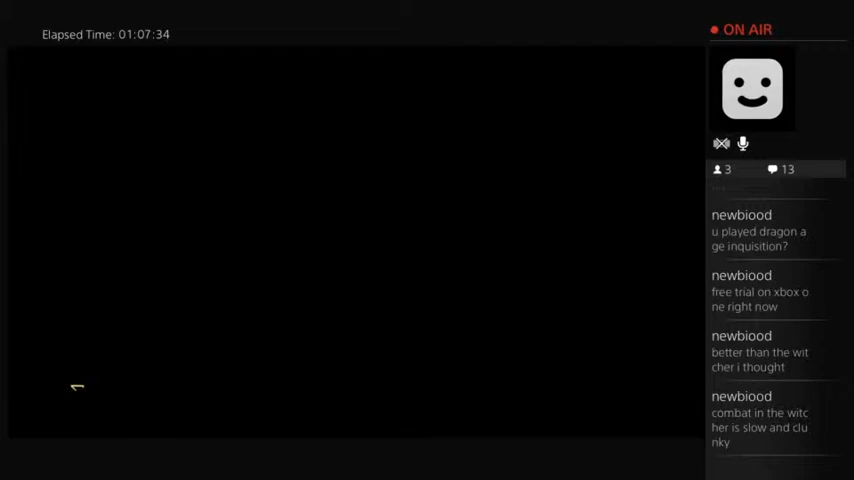 Elapsed Time: 01:07:34
ON AIR
3 13
newbiood
u played dragon a
ge inquisition?
newbiood
free trial on xbox o
ne right now
newbiood
better than the wit
cher i thought
newbiood
combat in the witc
her is slow and clu
nky